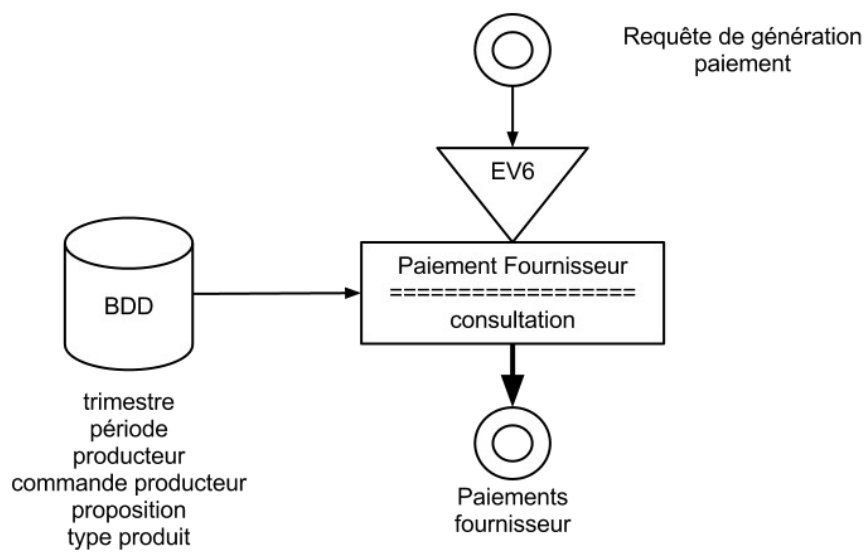 Requête de génération
paiement
EV6
Paiement Fournisseur
==================
consultation
BDD
trimestre
période
producteur
commande producteur
proposition
type produit
Paiements
fournisseur